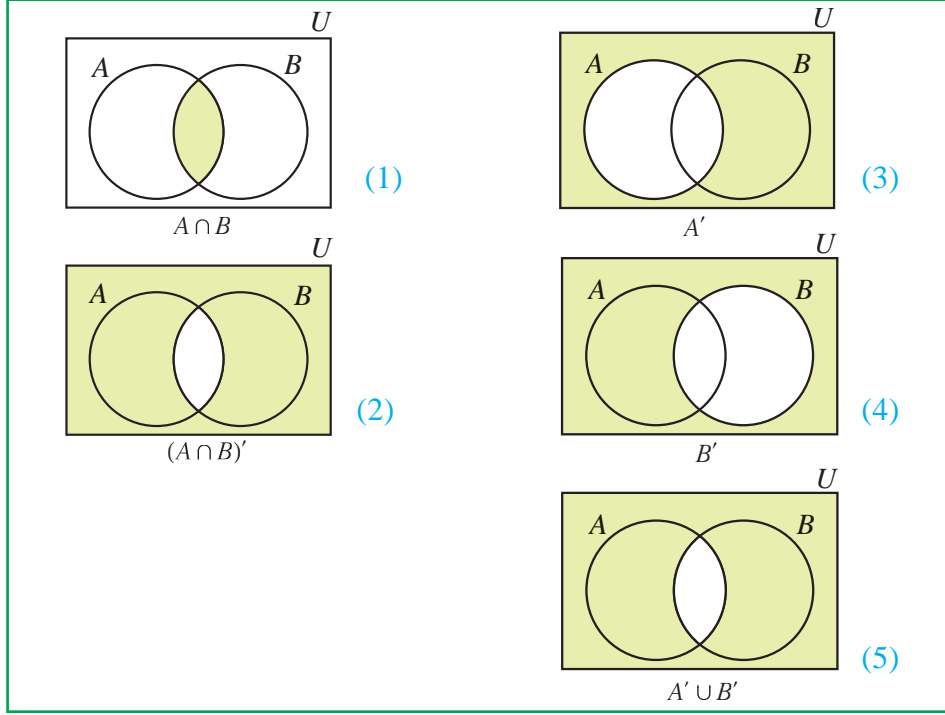 U
A B
(1)
A ∩ B
U
A B
(2)
(A ∩ B)′
U
A B
(3)
A′
U
A B
(4)
B′
U
A B
(5)
A′ ∪ B′